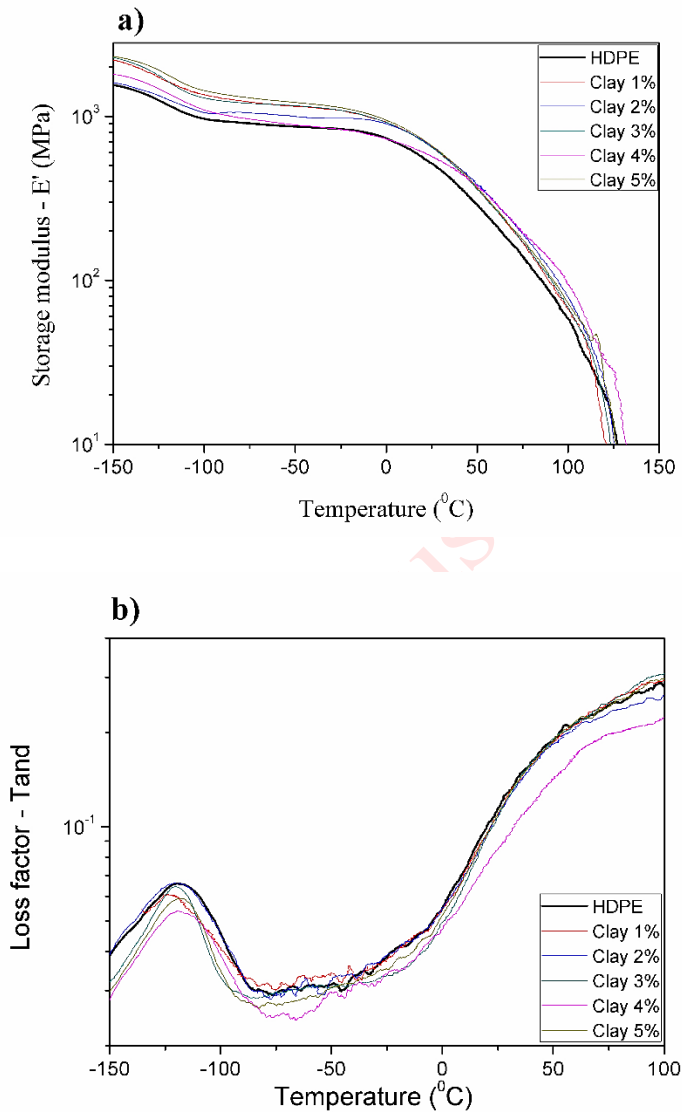 a)
10³
10²
10¹
Storage modulus - E' (MPa)
HDPE
Clay 1%
Clay 2%
Clay 3%
Clay 4%
Clay 5%
-150 -100 -50 0 50 100 150
Temperature (⁰C)
b)
10⁻¹
Loss factor - Tand
HDPE
Clay 1%
Clay 2%
Clay 3%
Clay 4%
Clay 5%
-150 -100 -50 0 50 100
Temperature (⁰C)